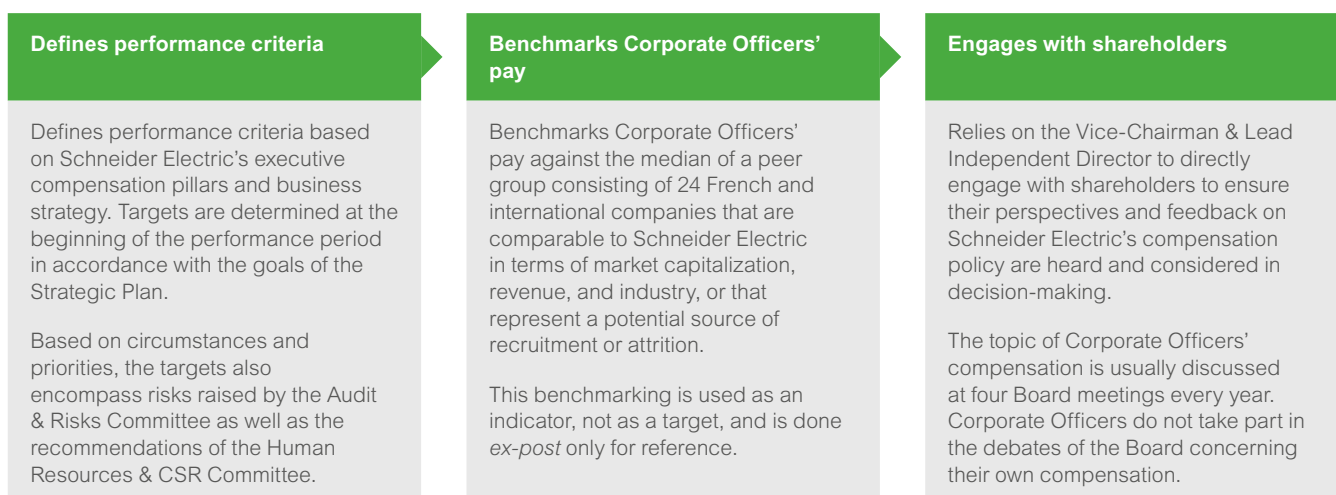 Defines performance criteria
Defines performance criteria based
on Schneider Electric's executive
compensation pillars and business
strategy. Targets are determined at the
beginning of the performance period
in accordance with the goals of the
Strategic Plan.
Based on circumstances and
priorities, the targets also
encompass risks raised by the Audit
& Risks Committee as well as the
recommendations of the Human
Resources & CSR Committee.
Benchmarks Corporate Officers'
pay
Benchmarks Corporate Officers'
pay against the median of a peer
group consisting of 24 French and
international companies that are
comparable to Schneider Electric
in terms of market capitalization,
revenue, and industry, or that
represent a potential source of
recruitment or attrition.
This benchmarking is used as an
indicator, not as a target, and is done
ex-post only for reference.
Engages with shareholders
Relies on the Vice-Chairman & Lead
Independent Director to directly
engage with shareholders to ensure
their perspectives and feedback on
Schneider Electric's compensation
policy are heard and considered in
decision-making.
The topic of Corporate Officers'
compensation is usually discussed
at four Board meetings every year.
Corporate Officers do not take part in
the debates of the Board concerning
their own compensation.